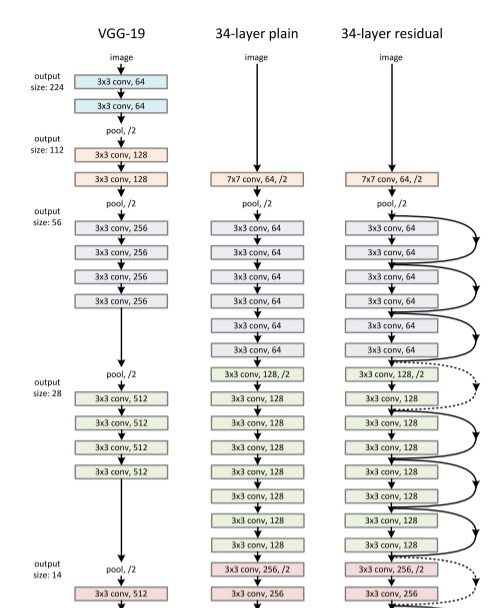 VGG-19 34-layer plain 34-layer residual
image image image
output
size: 224
3x3 conv, 64
3x3 conv, 64
pool, /2
output
size: 112
3x3 conv, 128
3x3 conv, 128 7x7 conv, 64, /2 7x7 conv, 64, /2
pool, /2 pool, /2 pool, /2
output
size: 56
3x3 conv, 256 3x3 conv, 64 3x3 conv, 64
3x3 conv, 256 3x3 conv, 64 3x3 conv, 64
3x3 conv, 256 3x3 conv, 64 3x3 conv, 64
3x3 conv, 256 3x3 conv, 64 3x3 conv, 64
3x3 conv, 64 3x3 conv, 64
3x3 conv, 64 3x3 conv, 64
pool, /2 3x3 conv, 128, /2 3x3 conv, 128, /2
output
size: 28
3x3 conv, 512 3x3 conv, 128 3x3 conv, 128
3x3 conv, 512 3x3 conv, 128 3x3 conv, 128
3x3 conv, 512 3x3 conv, 128 3x3 conv, 128
3x3 conv, 512 3x3 conv, 128 3x3 conv, 128
3x3 conv, 128 3x3 conv, 128
3x3 conv, 128 3x3 conv, 128
3x3 conv, 128 3x3 conv, 128
output
size: 14
pool, /2 3x3 conv, 256, /2 3x3 conv, 256, /2
3x3 conv, 512 3x3 conv, 256 3x3 conv, 256